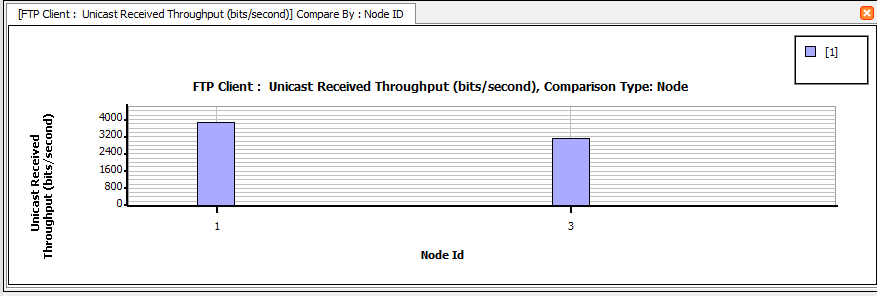 [FTP Client :  Unicast Received Throughput (bits/second)] Compare By : Node ID
[1]
FTP Client :  Unicast Received Throughput (bits/second), Comparison Type: Node
Unicast Received
Throughput (bits/second)
4000
3200
2400
1600
800
0
1
3
Node Id